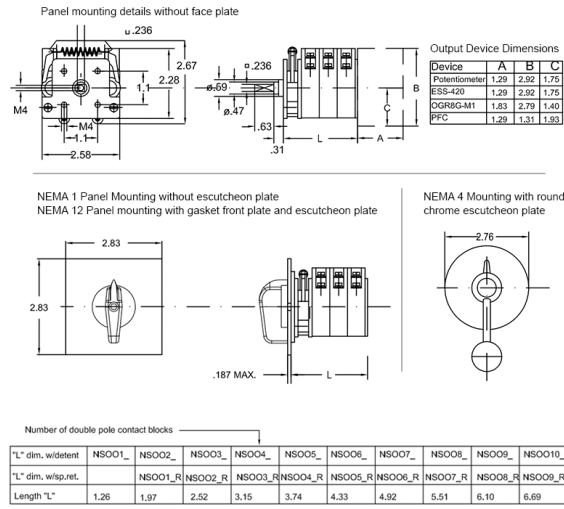 Panel mounting details without face plate
□.236
2.67
2.28
1.1
M4
M4
1.1
2.58
□.236
ø.59
ø.47
.63
.31
L
A
B
C
Output Device Dimensions
Device A B C
Potentiometer 1.29 2.92 1.75
ESS-420 1.29 2.92 1.75
OGR8G-M1 1.83 2.79 1.40
PFC 1.29 1.31 1.93
NEMA 1 Panel Mounting without escutcheon plate
NEMA 12 Panel mounting with gasket front plate and escutcheon plate
2.83
2.83
.187 MAX.
L
NEMA 4 Mounting with round
chrome escutcheon plate
2.76
Number of double pole contact blocks
"L" dim. w/detent NSOO1_ NSOO2_ NSOO3_ NSOO4_ NSOO5_ NSOO6_ NSOO7_ NSOO8_ NSOO9_ NSOO10_
"L" dim. w/sp.ret. NSOO1_R NSOO2_R NSOO3_R NSOO4_R NSOO5_R NSOO6_R NSOO7_R NSOO8_R NSOO9_R
Length "L" 1.26 1.97 2.52 3.15 3.74 4.33 4.92 5.51 6.10 6.69